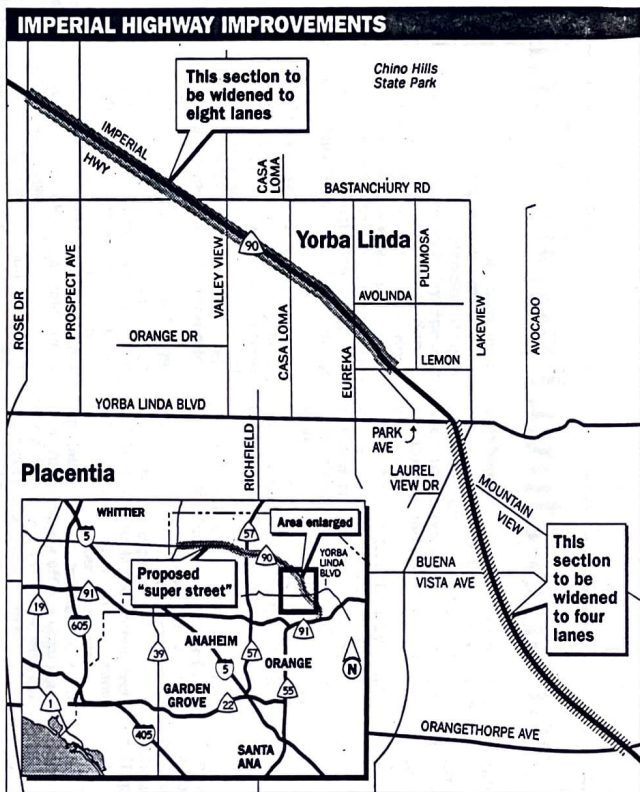 IMPERIAL HIGHWAY IMPROVEMENTS
Chino Hills
State Park
This section to
be widened to
eight lanes
IMPERIAL
HWY
CASA
LOMA
BASTANCHURY RD
90
Yorba Linda
PLUMOSA
ROSE DR
PROSPECT AVE
VALLEY VIEW
AVOLINDA
LAKEVIEW
AVOCADO
ORANGE DR
CASA LOMA
EUREKA
LEMON
YORBA LINDA BLVD
PARK
AVE
RICHFIELD
LAUREL
VIEW DR
MOUNTAIN
VIEW
Placentia
BUENA
VISTA AVE
This
section
to be
widened
to four
lanes
ORANGETHORPE AVE
WHITTIER
5
57
Area enlarged
90
YORBA
LINDA
BLVD
Proposed
"super street"
91
19
605
ANAHEIM
91
39
57
ORANGE
5
N
GARDEN
GROVE
22
55
1
405
SANTA
ANA